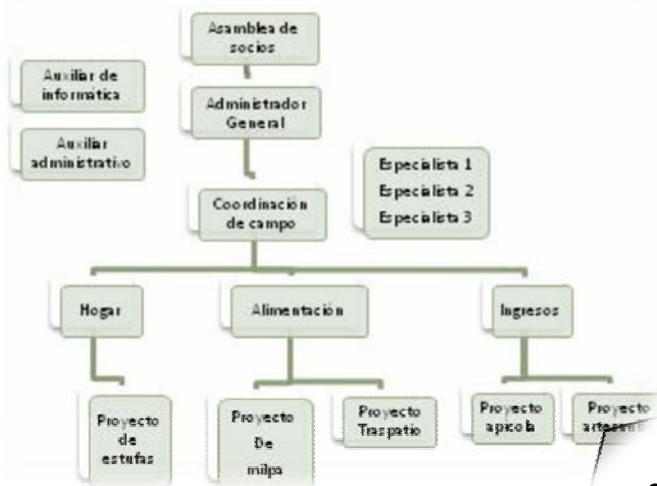 Asamblea de
socios
Auxiliar de
informática
Administrador
General
Auxiliar
administrativo
Especialista 1
Especialista 2
Especialista 3
Coordinación
de campo
Hogar
Alimentación
Ingresos
Proyecto
de
estufas
Proyecto
De
milpa
Proyecto
Traspatio
Proyecto
apicola
Proyecto